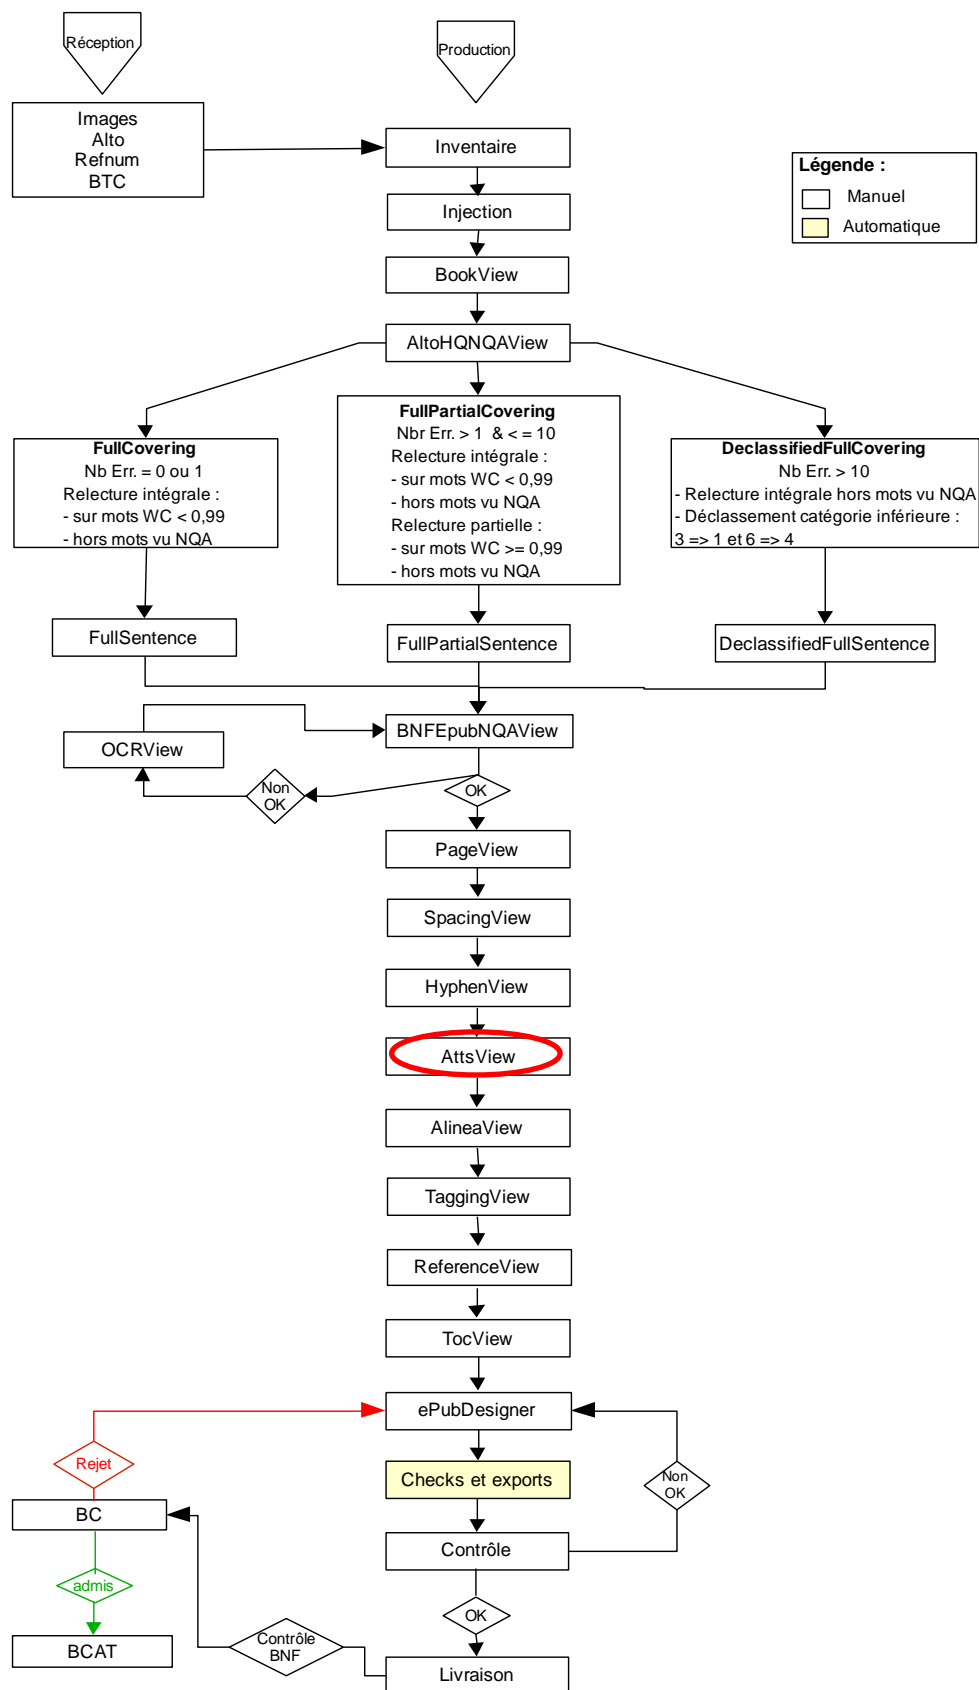 Réception
Production
Images
Alto
Refnum
BTC
Inventaire
Légende :
Manuel
Automatique
Injection
BookView
AltoHQNQAView
FullCovering
Nb Err. = 0 ou 1
Relecture intégrale :
- sur mots WC < 0,99
- hors mots vu NQA
FullPartialCovering
Nbr Err. > 1 & < = 10
Relecture intégrale :
- sur mots WC < 0,99
- hors mots vu NQA
Relecture partielle :
- sur mots WC >= 0,99
- hors mots vu NQA
DeclassifiedFullCovering
Nb Err. > 10
- Relecture intégrale hors mots vu NQA
- Déclassement catégorie inférieure :
3 => 1 et 6 => 4
FullSentence
FullPartialSentence
DeclassifiedFullSentence
BNFEpubNQAView
OCRView
Non
OK
OK
PageView
SpacingView
HyphenView
AttsView
AlineaView
TaggingView
ReferenceView
TocView
ePubDesigner
Rejet
Checks et exports
Non
OK
BC
Contrôle
admis
OK
Contrôle
BNF
BCAT
Livraison